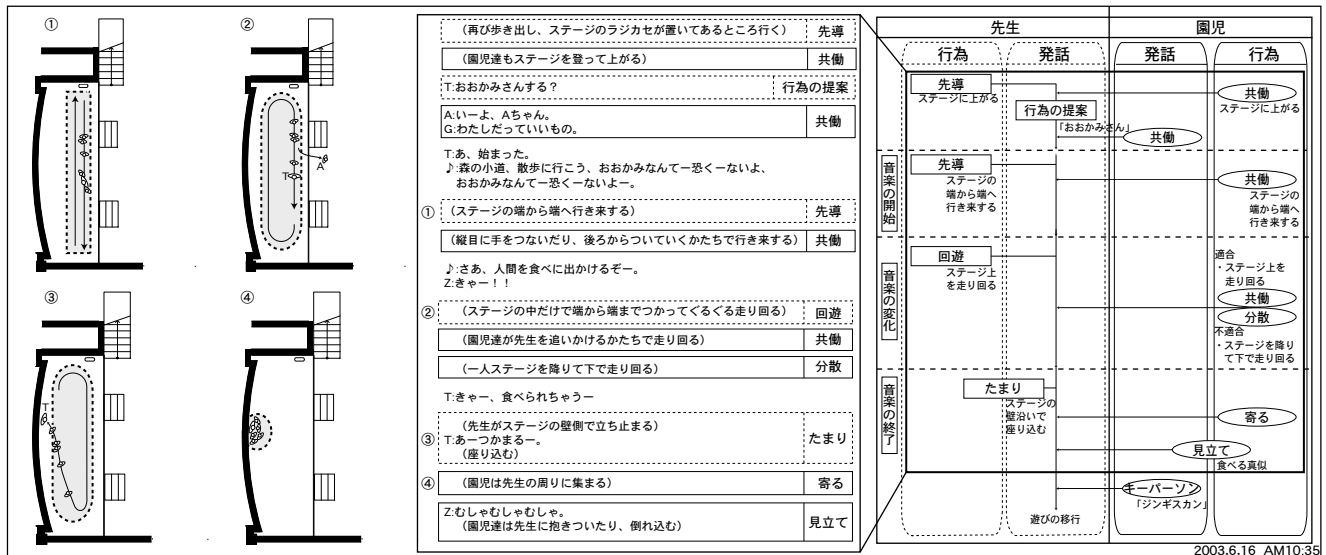 ①
②
T
A
③
④
T
(再び歩き出し、ステージのラジカセが置いてあるところ行く)
先導
(園児達もステージを登って上がる)
共働
T:おおかみさんする？
行為の提案
A:いーよ、Aちゃん。
G:わたしだっていいもの。
共働
T:あ、始まった。
♪:森の小道、散歩に行こう、おおかみなんてー恐くーないよ、
おおかみなんてー恐くーないよー。
①
(ステージの端から端へ行き来する)
先導
(縦目に手をつないだり、後ろからついていくかたちで行き来する)
共働
♪:さあ、人間を食べに出かけるぞー。
Z:きゃー！！
②
(ステージの中だけで端から端までつかってぐるぐる走り回る)
回遊
(園児達が先生を追いかけるかたちで走り回る)
共働
(一人ステージを降りて下で走り回る)
分散
T:きゃー、食べられちゃうー
③
(先生がステージの壁側で立ち止まる)
T:あーつかまるー。
(座り込む)
たまり
④
(園児は先生の周りに集まる)
寄る
Z:むしゃむしゃむしゃ。
(園児達は先生に抱きついたり、倒れ込む)
見立て
先生
園児
行為
発話
発話
行為
先導
ステージに上がる
共働
ステージに上がる
行為の提案
「おおかみさん」
共働
音楽の開始
先導
ステージの
端から端へ
行き来する
共働
ステージの
端から端へ
行き来する
音楽の変化
回遊
ステージ上
を走り回る
適合
・ステージ上を
走り回る
共働
分散
不適合
・ステージを降り
て下で走り回る
音楽の終了
たまり
ステージの
壁沿いで
座り込む
寄る
見立て
食べる真似
キーパーソン
「ジンギスカン」
遊びの移行
2003.6.16 AM10:35